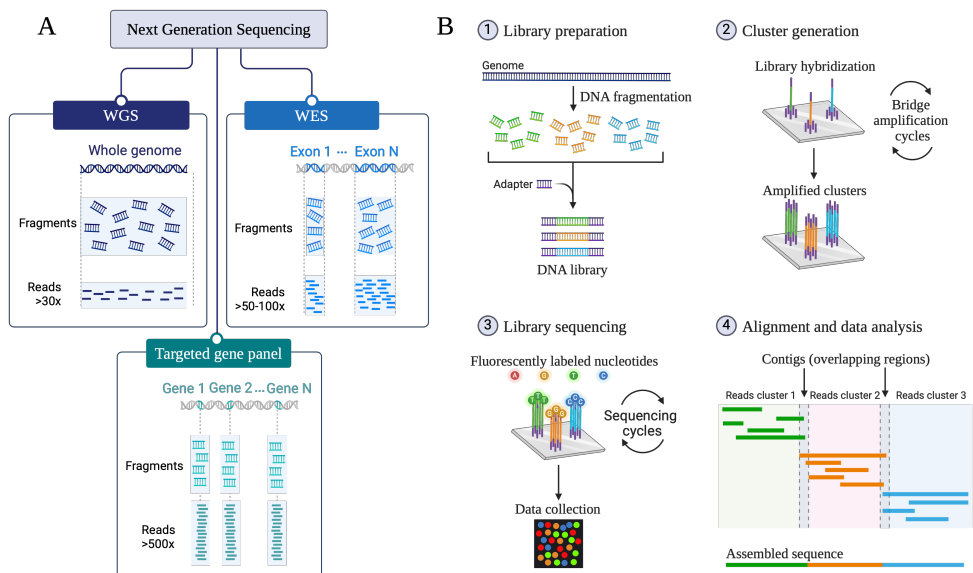 A
Next Generation Sequencing
WGS
Whole genome
Fragments
Reads
>30x
WES
Exon 1 ... Exon N
Fragments
Reads
>50-100x
Targeted gene panel
Gene 1 Gene 2 ... Gene N
Fragments
Reads
>500x
B
1 Library preparation
Genome
DNA fragmentation
Adapter
DNA library
2 Cluster generation
Library hybridization
Bridge
amplification
cycles
Amplified clusters
3 Library sequencing
Fluorescently labeled nucleotides
A G T C
T T T
G G G
C C C
Sequencing
cycles
Data collection
4 Alignment and data analysis
Contigs (overlapping regions)
Reads cluster 1 Reads cluster 2 Reads cluster 3
Assembled sequence